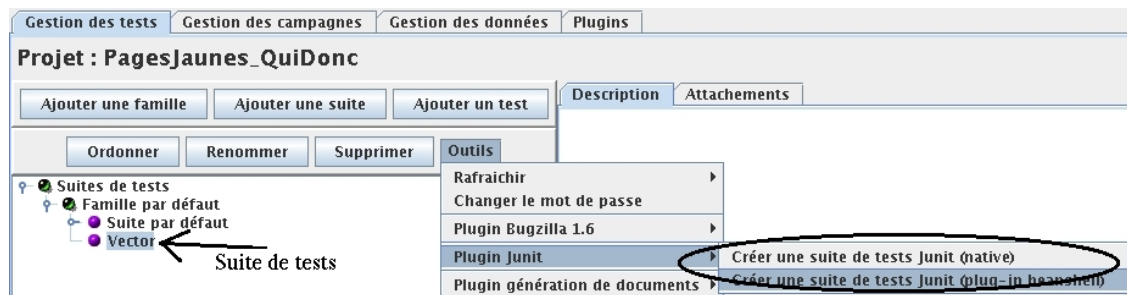 Gestion des tests Gestion des campagnes Gestion des données Plugins
Projet : PagesJaunes_QuiDonc
Ajouter une famille Ajouter une suite Ajouter un test
Description Attachements
Ordonner Renommer Supprimer Outils
Rafraichir
Changer le mot de passe
Plugin Bugzilla 1.6
Plugin Junit
Plugin génération de documents
Créer une suite de tests Junit (native)
Créer une suite de tests Junit (plug-in beanshell)
Suites de tests
Famille par défaut
Suite par défaut
Vector
Suite de tests